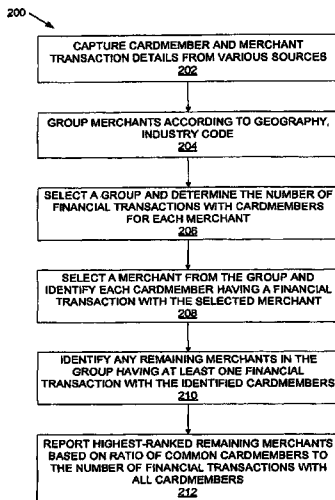 200
CAPTURE CARDMEMBER AND MERCHANT
TRANSACTION DETAILS FROM VARIOUS SOURCES
202
GROUP MERCHANTS ACCORDING TO GEOGRAPHY,
INDUSTRY CODE
204
SELECT A GROUP AND DETERMINE THE NUMBER OF
FINANCIAL TRANSACTIONS WITH CARDMEMBERS
FOR EACH MERCHANT
206
SELECT A MERCHANT FROM THE GROUP AND
IDENTIFY EACH CARDMEMBER HAVING A FINANCIAL
TRANSACTION WITH THE SELECTED MERCHANT
208
IDENTIFY ANY REMAINING MERCHANTS IN THE
GROUP HAVING AT LEAST ONE FINANCIAL
TRANSACTION WITH THE IDENTIFIED CARDMEMBERS
210
REPORT HIGHEST-RANKED REMAINING MERCHANTS
BASED ON RATIO OF COMMON CARDMEMBERS TO
THE NUMBER OF FINANCIAL TRANSACTIONS WITH
ALL CARDMEMBERS
212